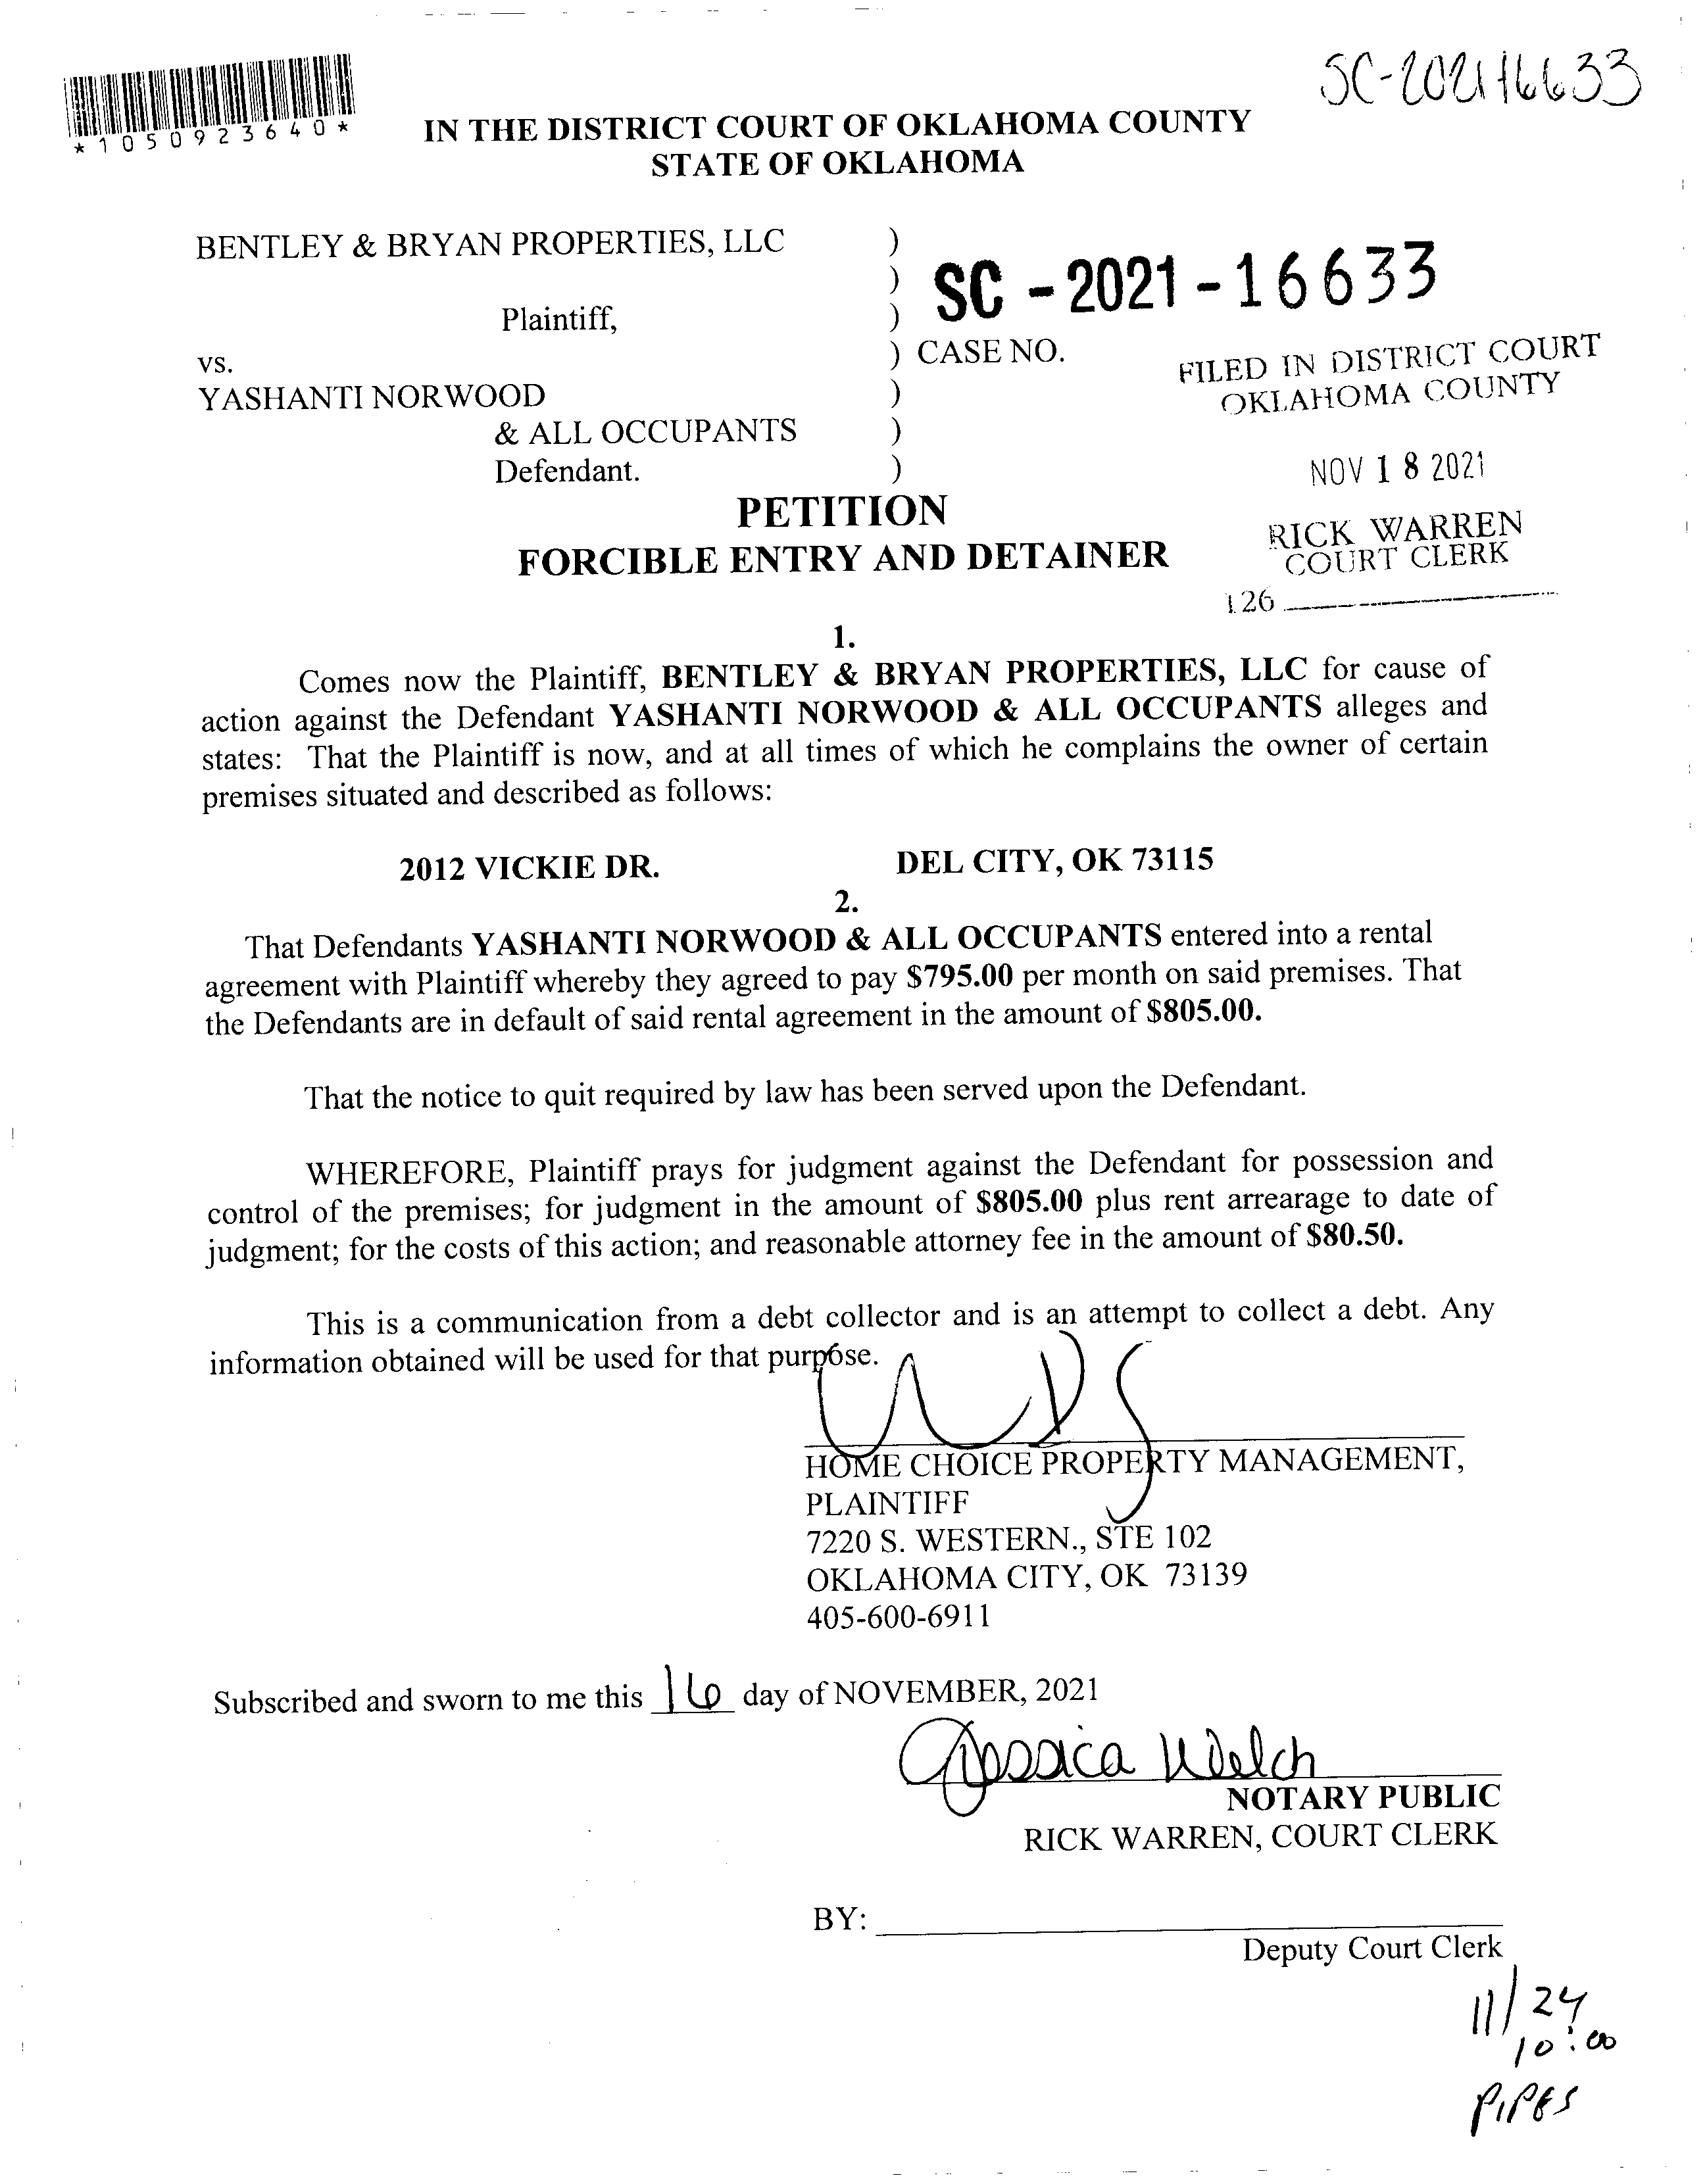 SC-202116633
*1050923640*
IN THE DISTRICT COURT OF OKLAHOMA COUNTY
STATE OF OKLAHOMA
BENTLEY & BRYAN PROPERTIES, LLC )
)
SC - 2021 - 16633
Plaintiff, )
vs. ) CASE NO.
FILED IN DISTRICT COURT
OKLAHOMA COUNTY
YASHANTI NORWOOD )
& ALL OCCUPANTS )
Defendant. )
NOV 18 2021
PETITION
RICK WARREN
COURT CLERK
FORCIBLE ENTRY AND DETAINER
126
1.
Comes now the Plaintiff, BENTLEY & BRYAN PROPERTIES, LLC for cause of
action against the Defendant YASHANTI NORWOOD & ALL OCCUPANTS alleges and
states: That the Plaintiff is now, and at all times of which he complains the owner of certain
premises situated and described as follows:
2012 VICKIE DR. DEL CITY, OK 73115
2.
That Defendants YASHANTI NORWOOD & ALL OCCUPANTS entered into a rental
agreement with Plaintiff whereby they agreed to pay $795.00 per month on said premises. That
the Defendants are in default of said rental agreement in the amount of $805.00.
That the notice to quit required by law has been served upon the Defendant.
WHEREFORE, Plaintiff prays for judgment against the Defendant for possession and
control of the premises; for judgment in the amount of $805.00 plus rent arrearage to date of
judgment; for the costs of this action; and reasonable attorney fee in the amount of $80.50.
This is a communication from a debt collector and is an attempt to collect a debt. Any
information obtained will be used for that purpose.
HOME CHOICE PROPERTY MANAGEMENT,
PLAINTIFF
7220 S. WESTERN., STE 102
OKLAHOMA CITY, OK 73139
405-600-6911
Subscribed and sworn to me this 16 day of NOVEMBER, 2021
Jessica Welch
NOTARY PUBLIC
RICK WARREN, COURT CLERK
BY:
Deputy Court Clerk
11/24
10:00
PIPES